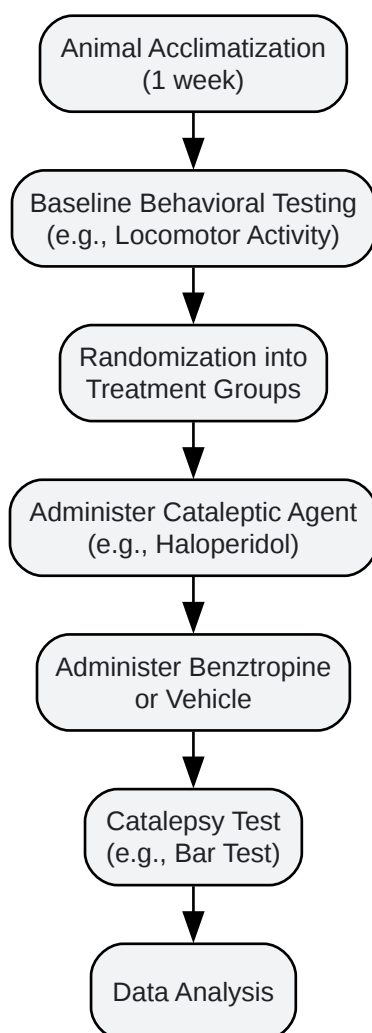 Animal Acclimatization
(1 week)
Baseline Behavioral Testing
(e.g., Locomotor Activity)
Randomization into
Treatment Groups
Administer Cataleptic Agent
(e.g., Haloperidol)
Administer Benztropine
or Vehicle
Catalepsy Test
(e.g., Bar Test)
Data Analysis